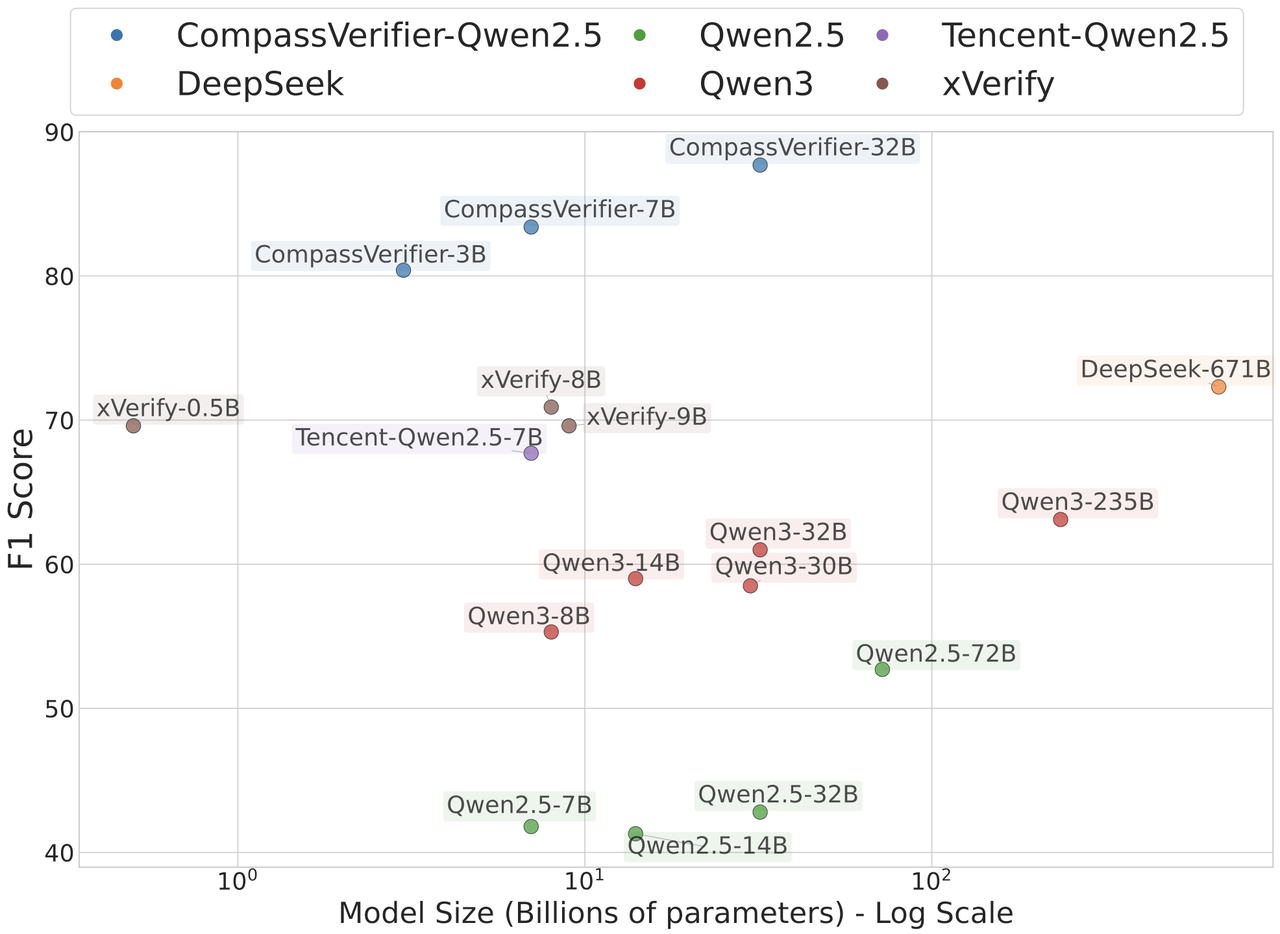 CompassVerifier-Qwen2.5 Qwen2.5 Tencent-Qwen2.5
DeepSeek Qwen3 xVerify
90
CompassVerifier-32B
CompassVerifier-7B
CompassVerifier-3B
80
DeepSeek-671B
xVerify-8B
xVerify-0.5B
xVerify-9B
70
Tencent-Qwen2.5-7B
F1 Score
Qwen3-235B
Qwen3-32B
Qwen3-14B
Qwen3-30B
60
Qwen3-8B
Qwen2.5-72B
50
Qwen2.5-32B
Qwen2.5-7B
Qwen2.5-14B
40
10⁰ 10¹ 10²
Model Size (Billions of parameters) - Log Scale